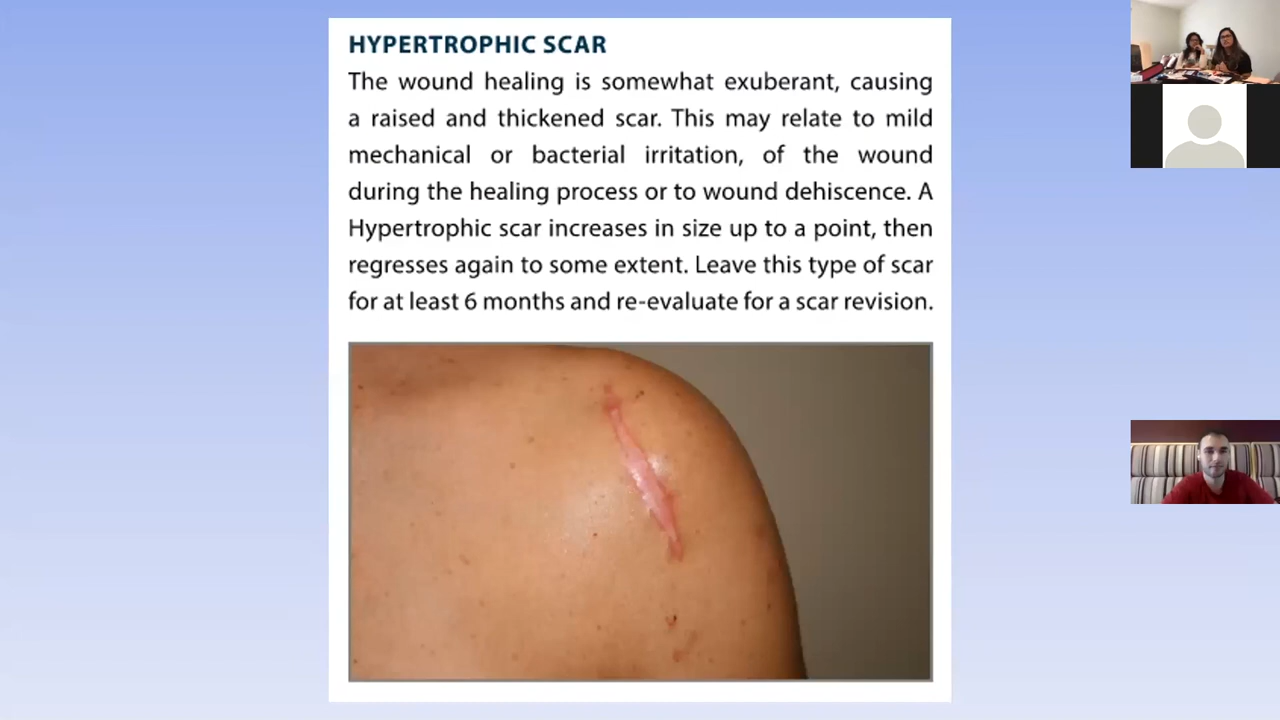 HYPERTROPHIC SCAR
The wound healing is somewhat exuberant, causing
a raised and thickened scar. This may relate to mild
mechanical or bacterial irritation, of the wound
during the healing process or to wound dehiscence. A
Hypertrophic scar increases in size up to a point, then
regresses again to some extent. Leave this type of scar
for at least 6 months and re-evaluate for a scar revision.